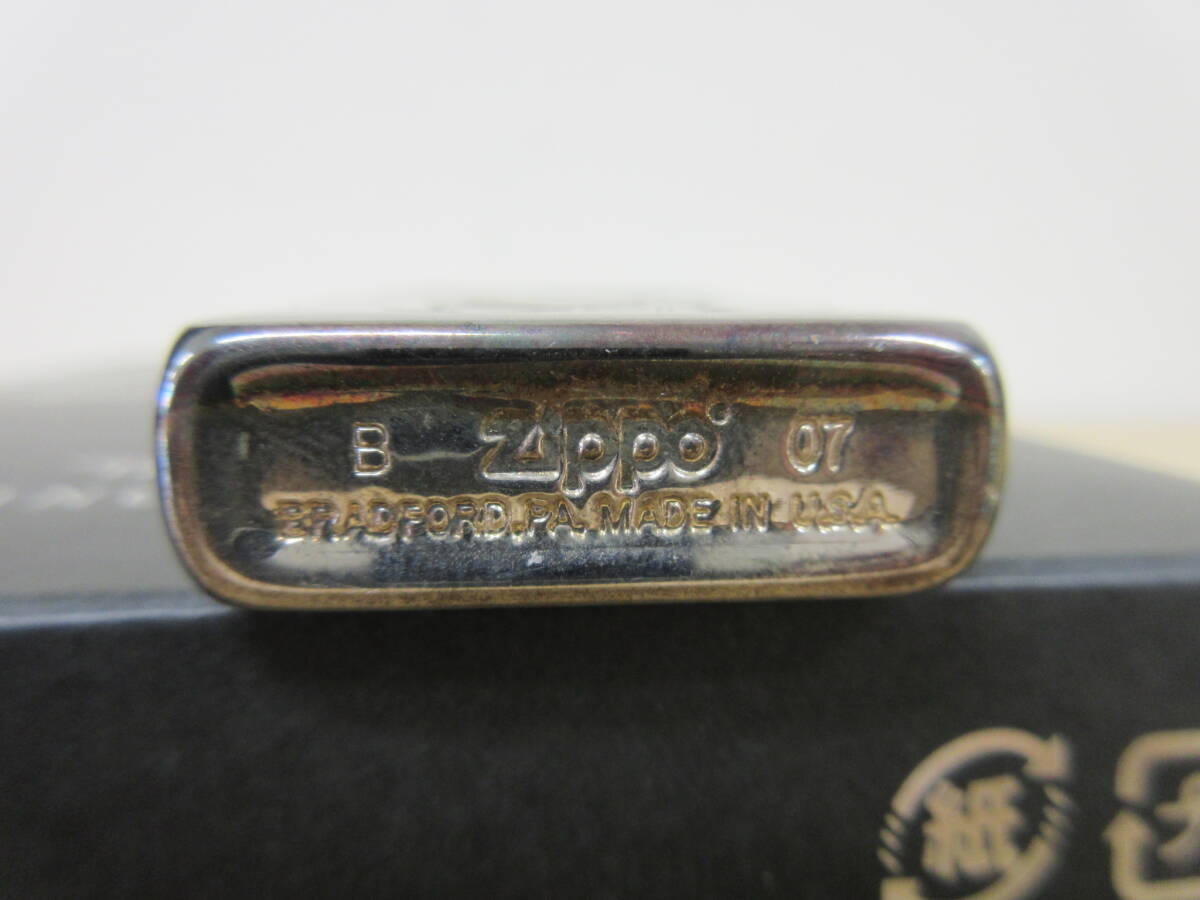 B Zippo 07
BRADFORD,PA. MADE IN U.S.A.
紙